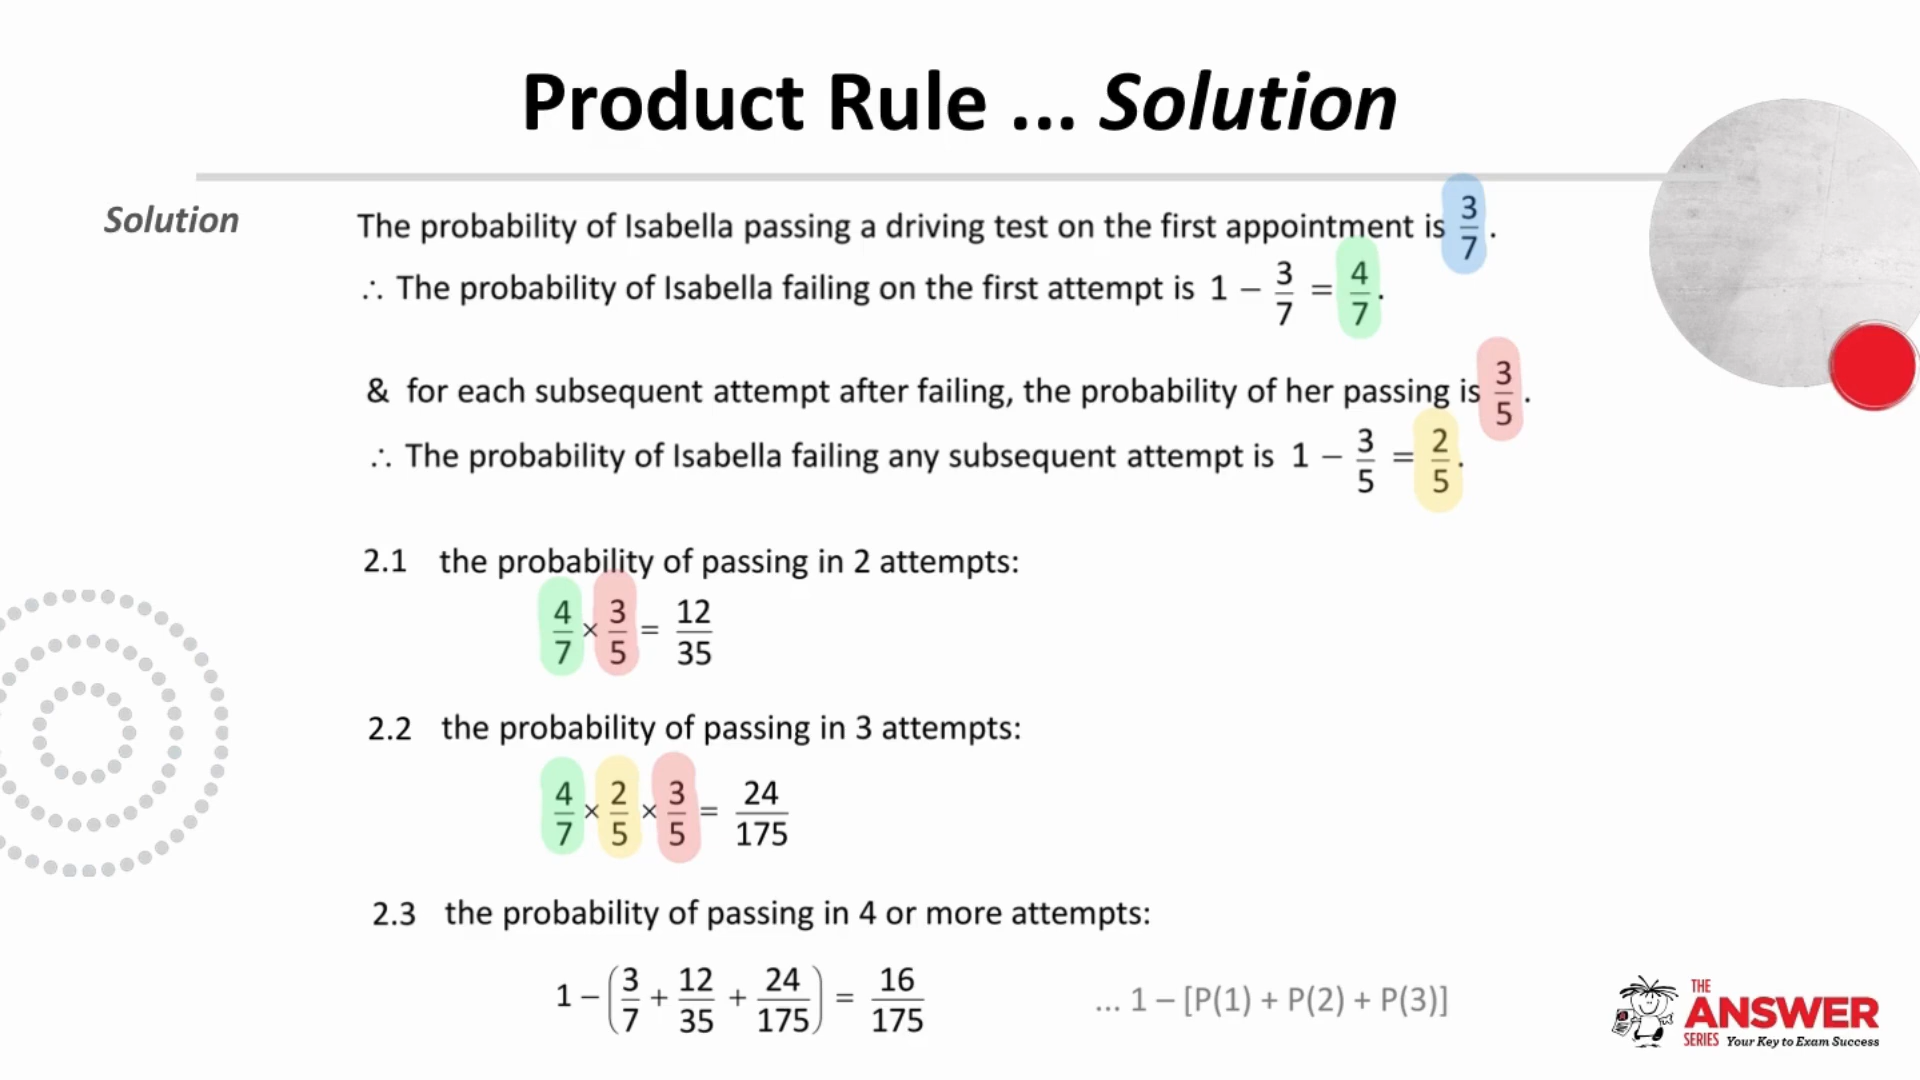 Product Rule ... Solution
Solution
The probability of Isabella passing a driving test on the first appointment is 3/7.
∴ The probability of Isabella failing on the first attempt is 1 − 3/7 = 4/7.
& for each subsequent attempt after failing, the probability of her passing is 3/5.
∴ The probability of Isabella failing any subsequent attempt is 1 − 3/5 = 2/5.
2.1 the probability of passing in 2 attempts:
4/7 × 3/5 = 12/35
2.2 the probability of passing in 3 attempts:
4/7 × 2/5 × 3/5 = 24/175
2.3 the probability of passing in 4 or more attempts:
1 − (3/7 + 12/35 + 24/175) = 16/175 ... 1 − [P(1) + P(2) + P(3)]
THE
ANSWER
SERIES Your Key to Exam Success